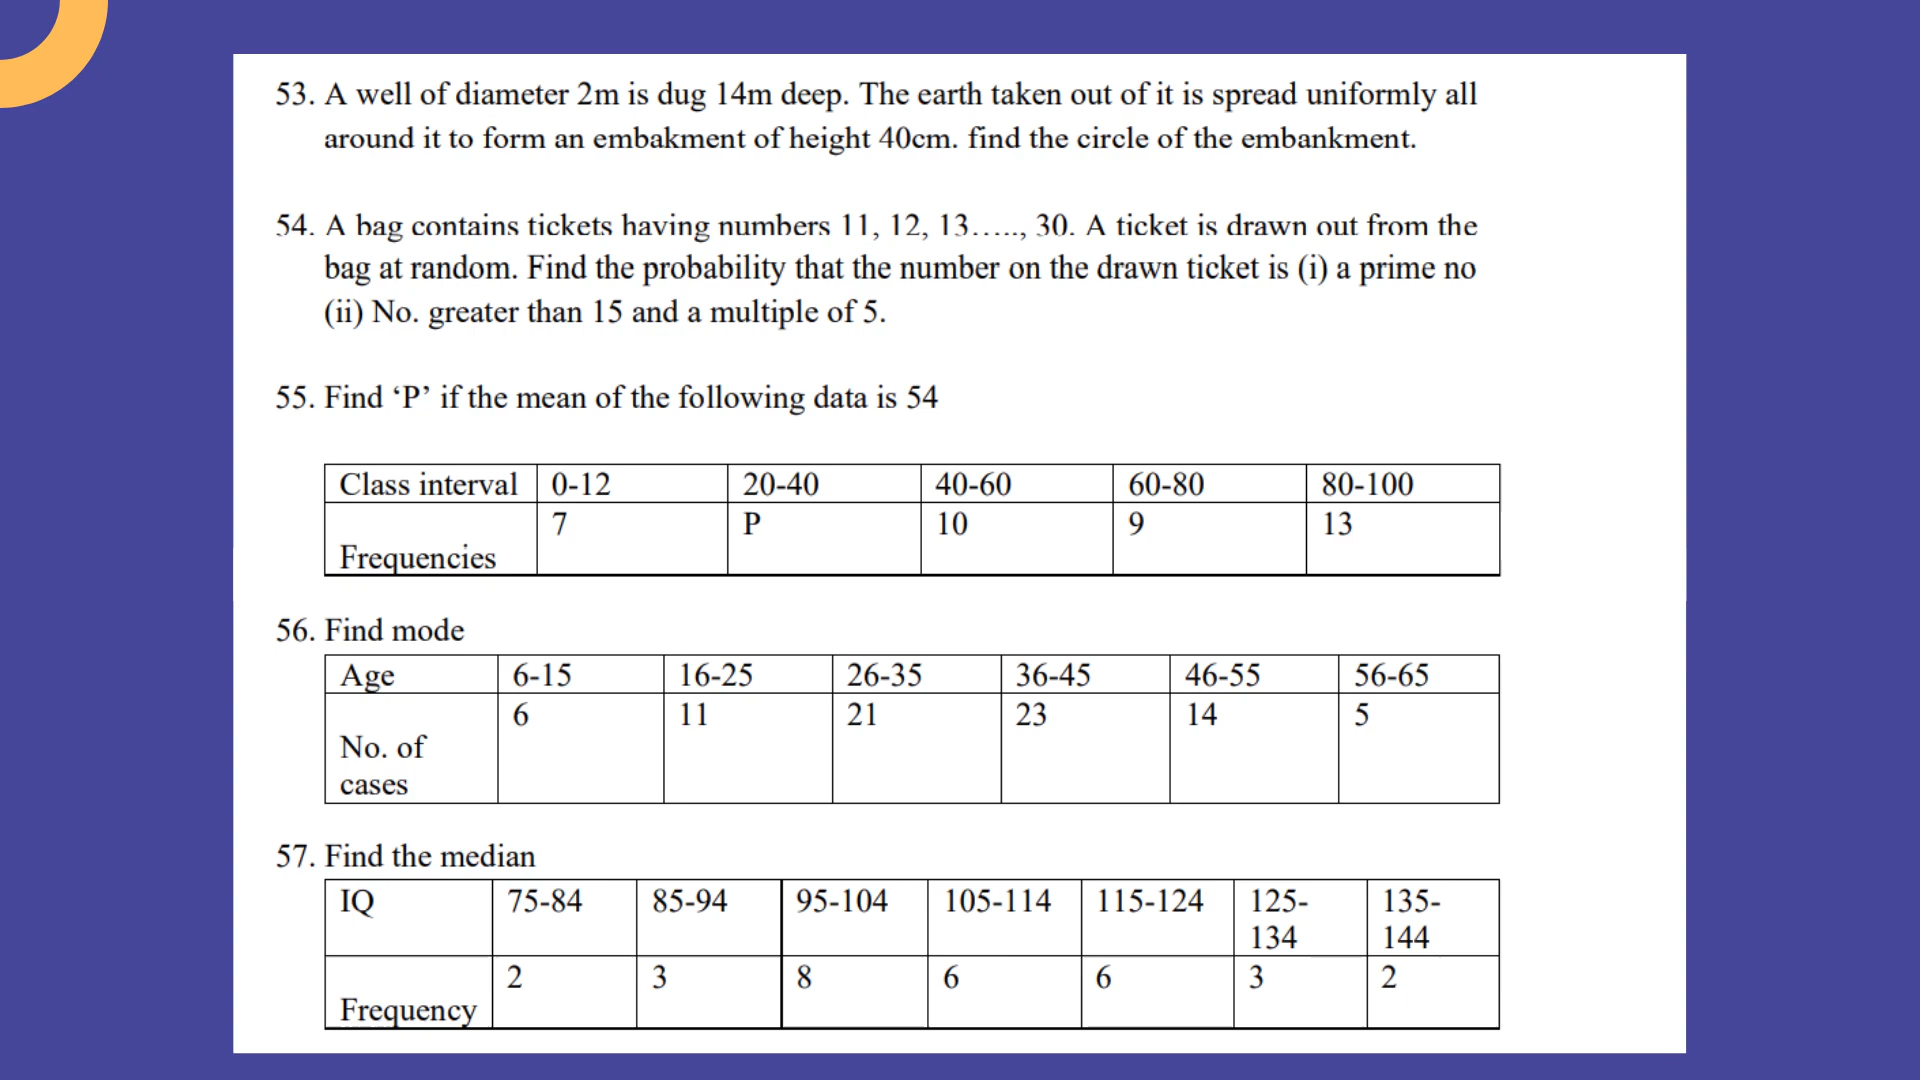 53. A well of diameter 2m is dug 14m deep. The earth taken out of it is spread uniformly all
around it to form an embakment of height 40cm. find the circle of the embankment.
54. A bag contains tickets having numbers 11, 12, 13....., 30. A ticket is drawn out from the
bag at random. Find the probability that the number on the drawn ticket is (i) a prime no
(ii) No. greater than 15 and a multiple of 5.
55. Find ‘P’ if the mean of the following data is 54
Class interval 0-12 20-40 40-60 60-80 80-100
7 P 10 9 13
Frequencies
56. Find mode
Age 6-15 16-25 26-35 36-45 46-55 56-65
6 11 21 23 14 5
No. of
cases
57. Find the median
IQ 75-84 85-94 95-104 105-114 115-124 125- 135-
134 144
2 3 8 6 6 3 2
Frequency